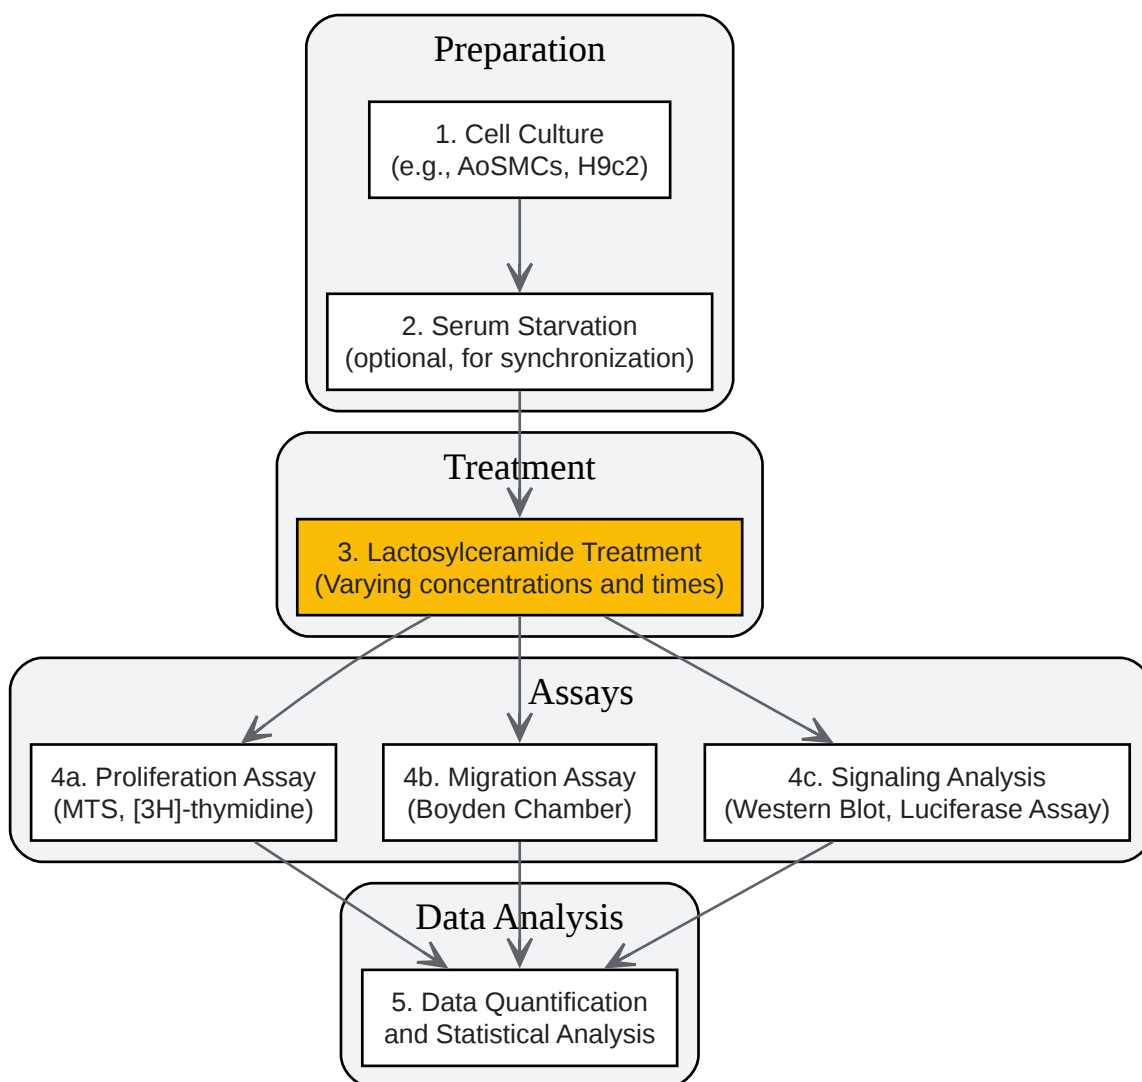 Preparation
1. Cell Culture
(e.g., AoSMCs, H9c2)
2. Serum Starvation
(optional, for synchronization)
Treatment
3. Lactosylceramide Treatment
(Varying concentrations and times)
Assays
4a. Proliferation Assay
(MTS, [3H]-thymidine)
4b. Migration Assay
(Boyden Chamber)
4c. Signaling Analysis
(Western Blot, Luciferase Assay)
Data Analysis
5. Data Quantification
and Statistical Analysis